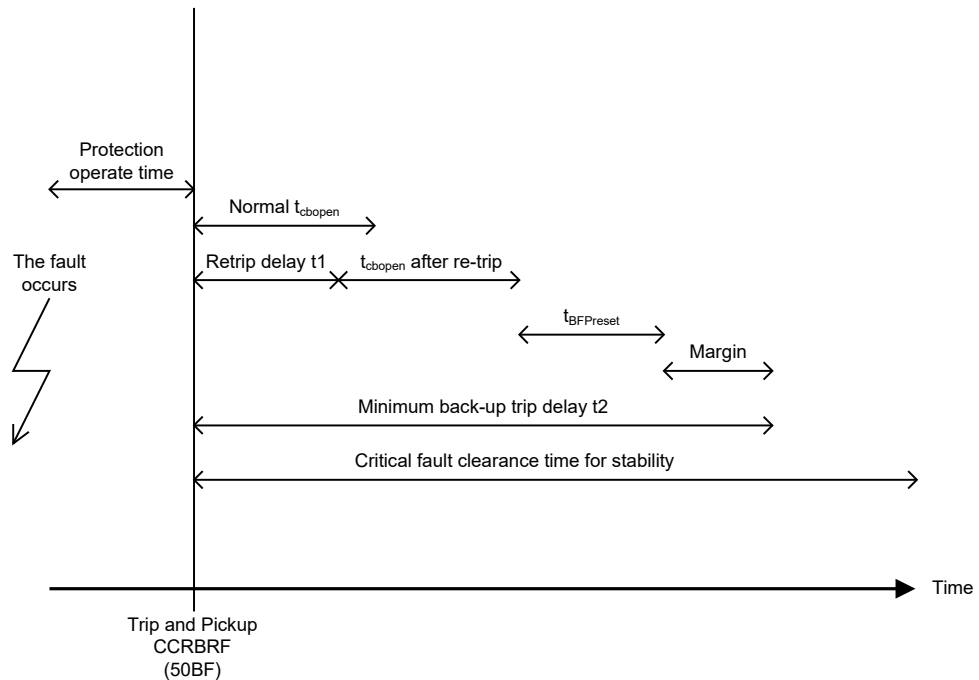 Protection
operate time
Normal tcbopen
The fault
occurs
Retrip delay t1
tcbopen after re-trip
tBFPreset
Margin
Minimum back-up trip delay t2
Critical fault clearance time for stability
Time
Trip and Pickup
CCRBRF
(50BF)